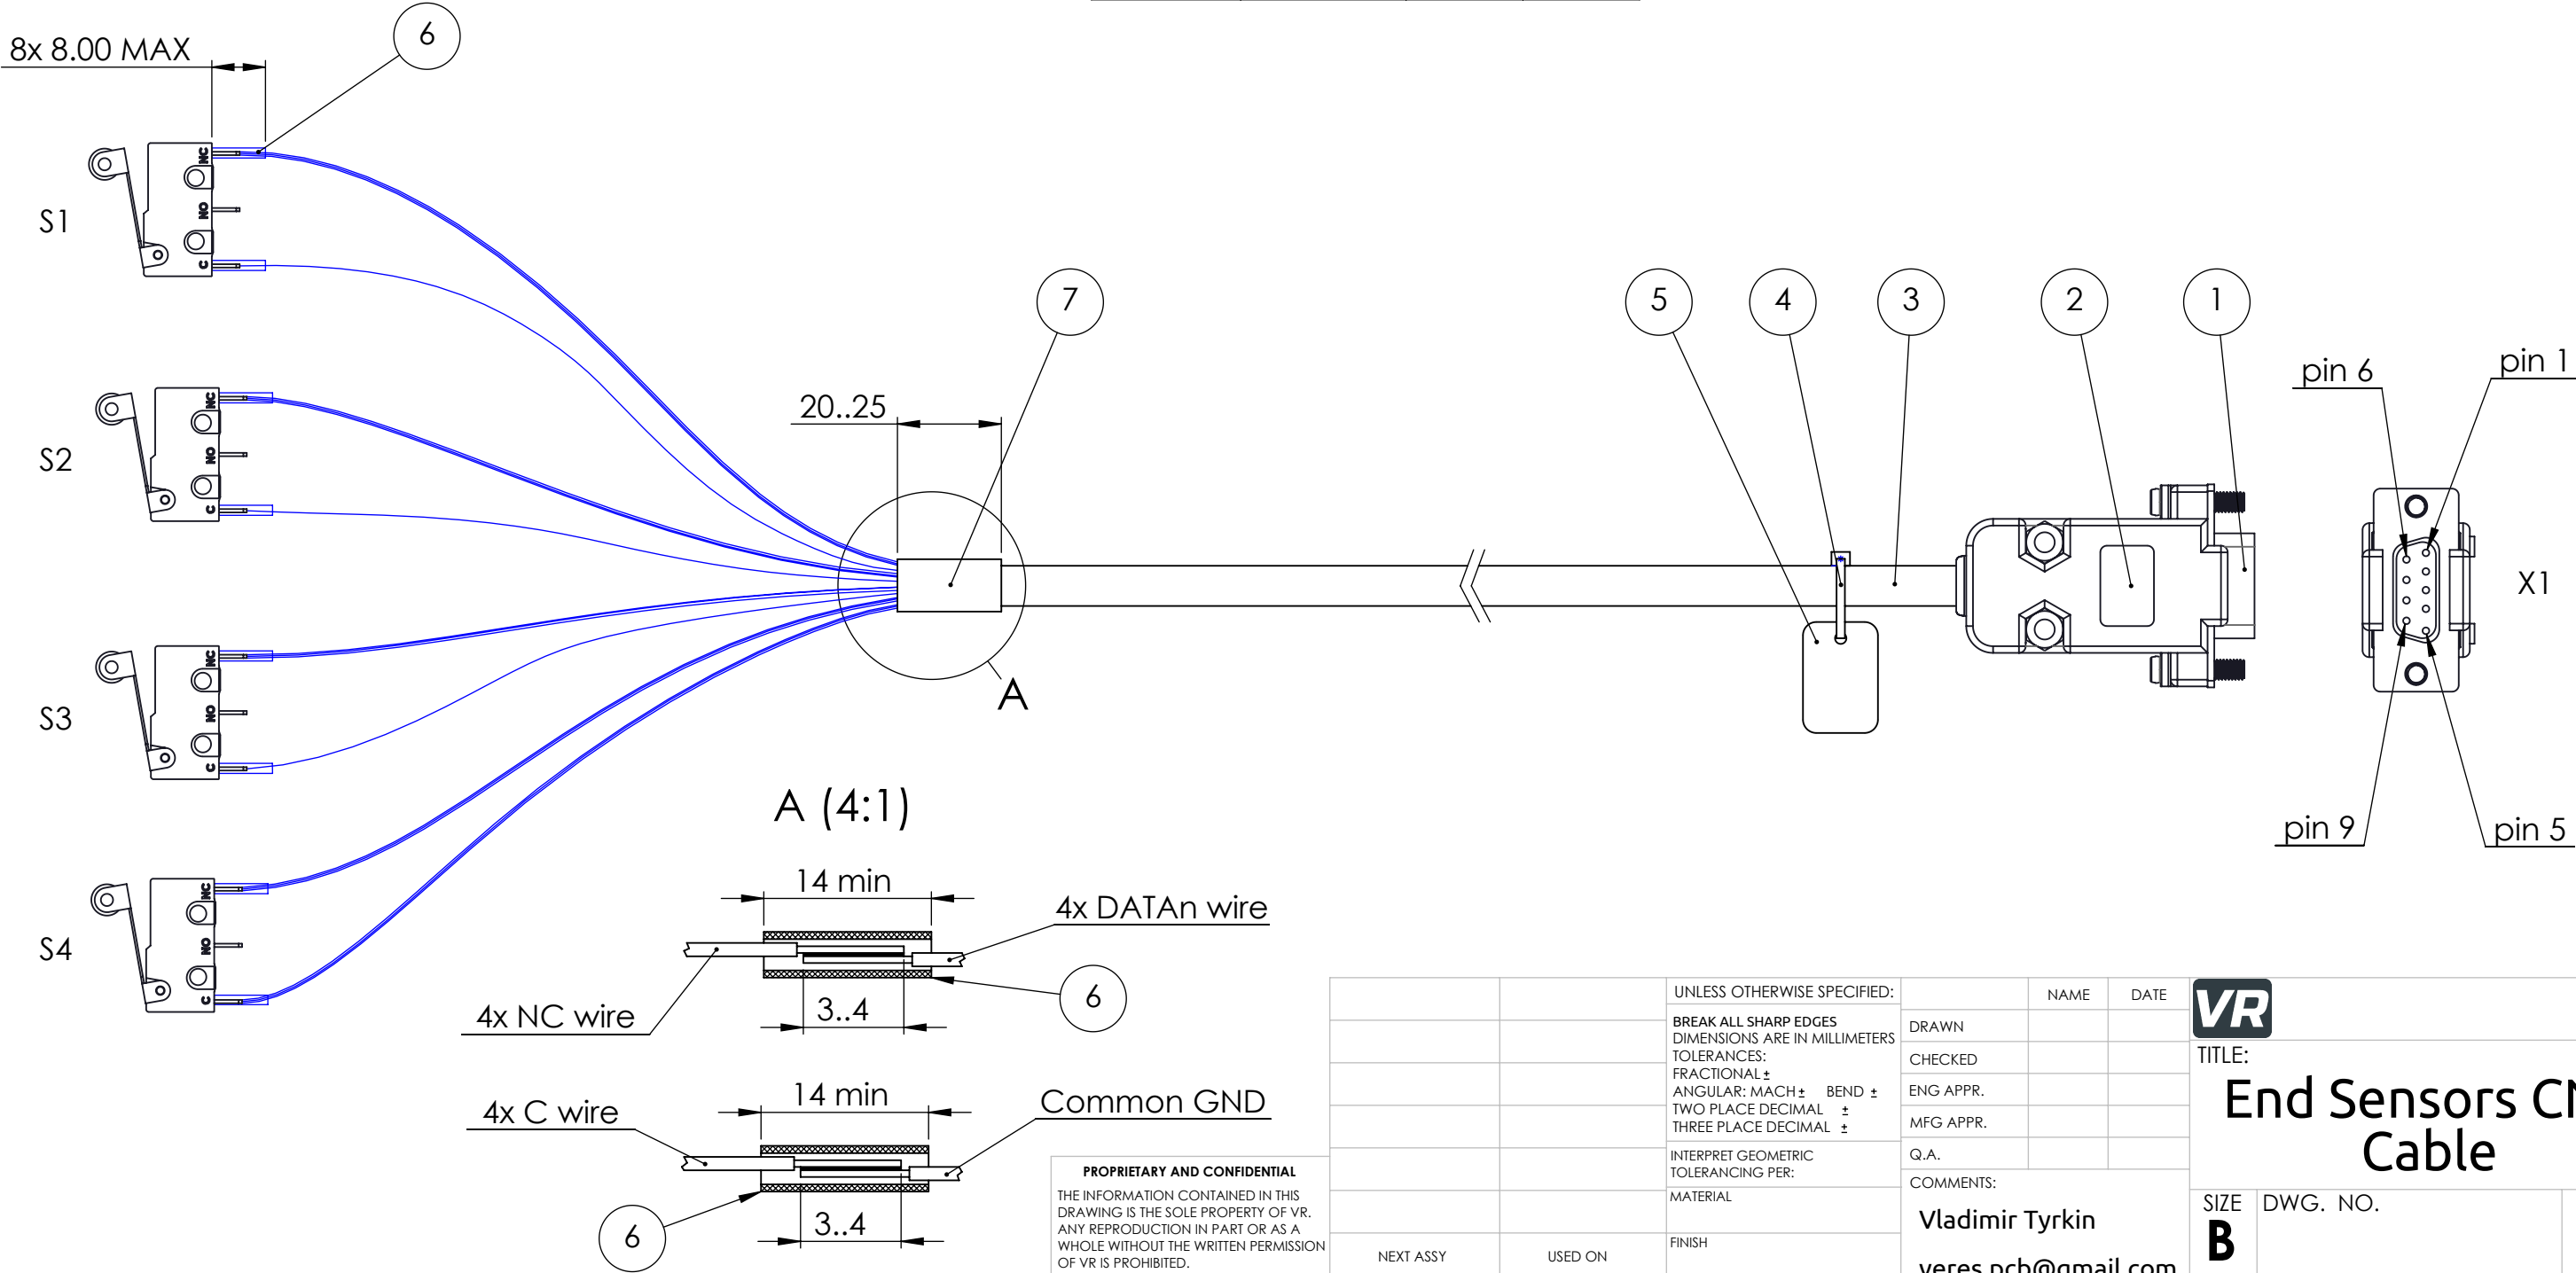 8x 8.00 MAX
6
S1
NC
NO
C
S2
NC
NO
C
S3
NC
NO
C
S4
NC
NO
C
20..25
7
A
5
4
3
2
1
pin 6
pin 1
X1
pin 9
pin 5
A (4:1)
14 min
4x DATAn wire
4x NC wire
3..4
6
14 min
4x C wire
Common GND
3..4
6
PROPRIETARY AND CONFIDENTIAL
THE INFORMATION CONTAINED IN THIS
DRAWING IS THE SOLE PROPERTY OF VR.
ANY REPRODUCTION IN PART OR AS A
WHOLE WITHOUT THE WRITTEN PERMISSION
OF VR IS PROHIBITED.
NEXT ASSY
USED ON
UNLESS OTHERWISE SPECIFIED:
BREAK ALL SHARP EDGES
DIMENSIONS ARE IN MILLIMETERS
TOLERANCES:
FRACTIONAL ±
ANGULAR: MACH ± BEND ±
TWO PLACE DECIMAL ±
THREE PLACE DECIMAL ±
INTERPRET GEOMETRIC
TOLERANCING PER:
MATERIAL
FINISH
NAME
DATE
DRAWN
CHECKED
ENG APPR.
MFG APPR.
Q.A.
COMMENTS:
Vladimir Tyrkin
veres.pcb@gmail.com
VR
TITLE:
End Sensors
Cable
SIZE
B
DWG. NO.